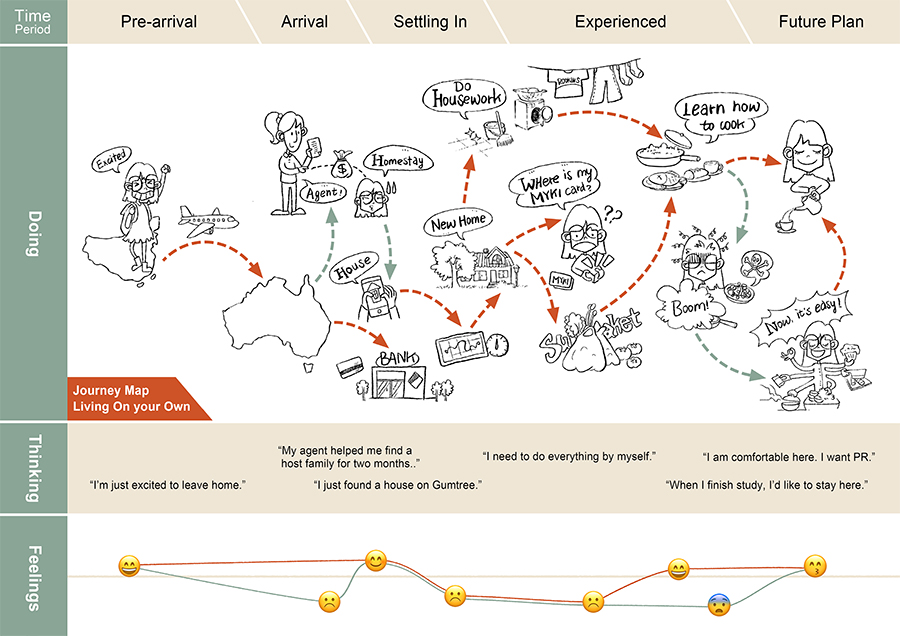 Time
Period
Pre-arrival
Arrival
Settling In
Experienced
Future Plan
Doing
Excited
Agent!
$
Homestay
House
BANK
New Home
Do
Housework
Where is my
MYKI card?
??
MYKI
Learn how
to cook
Boom!
Now, it's easy!
Journey Map
Living On your Own
Thinking
“I’m just excited to leave home.”
“My agent helped me find a
host family for two months..”
“I just found a house on Gumtree.”
“I need to do everything by myself.”
“I am comfortable here. I want PR.”
“When I finish study, I’d like to stay here.”
Feelings